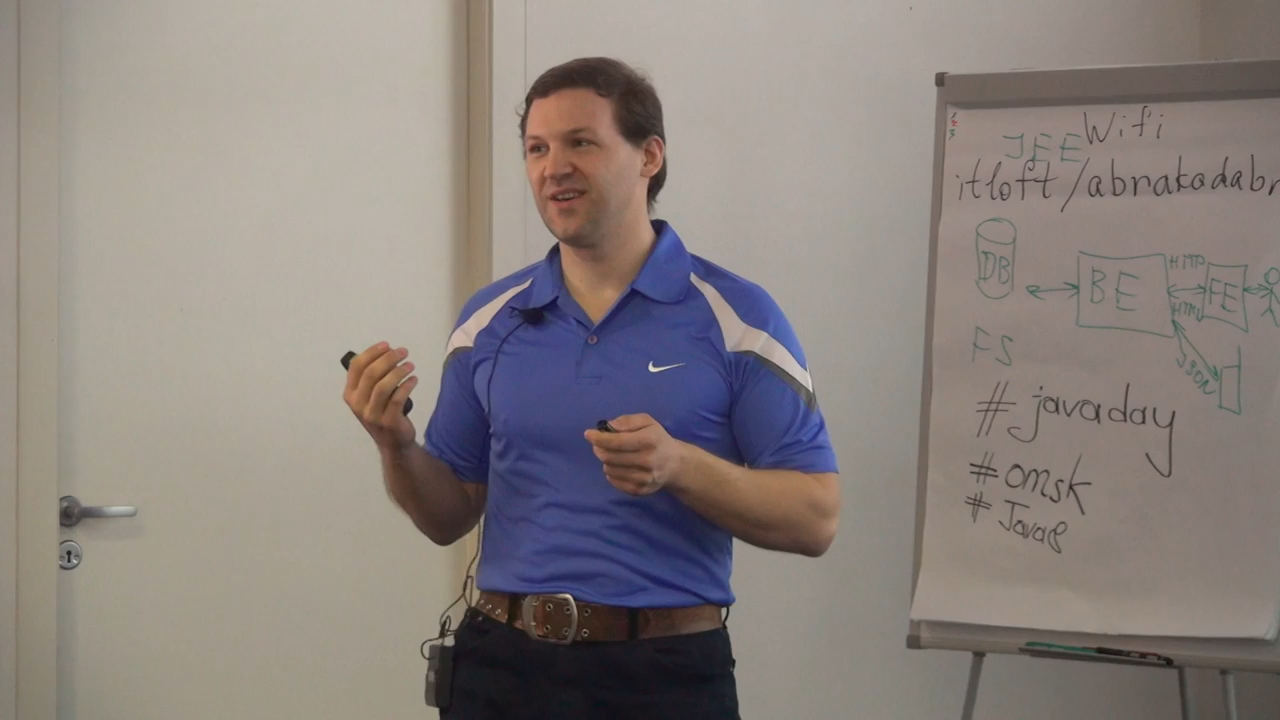 Wifi
JEE
itloft/abrakadabr
DB
BE
HTTP
HTML
FE
FS
JSON
#javaday
#omsk
#Java8